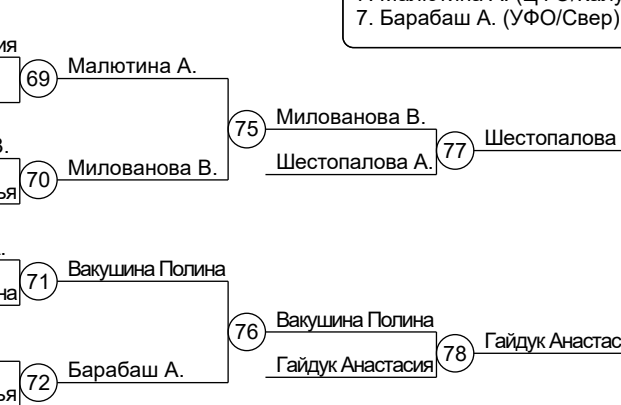 7. Барабаш А. (УФО/Свер)
69
Малютина А.
75
Милованова В.
77
Шестопалова
Шестопалова А.
70
Милованова В.
71
Вакушина Полина
76
Вакушина Полина
78
Гайдук Анастас
Гайдук Анастасия
72
Барабаш А.